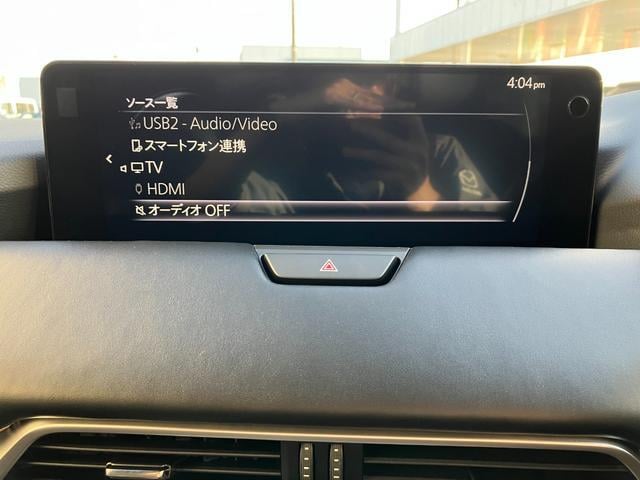 4:04pm
ソース一覧
USB2 - Audio/Video
スマートフォン連携
TV
HDMI
オーディオ OFF